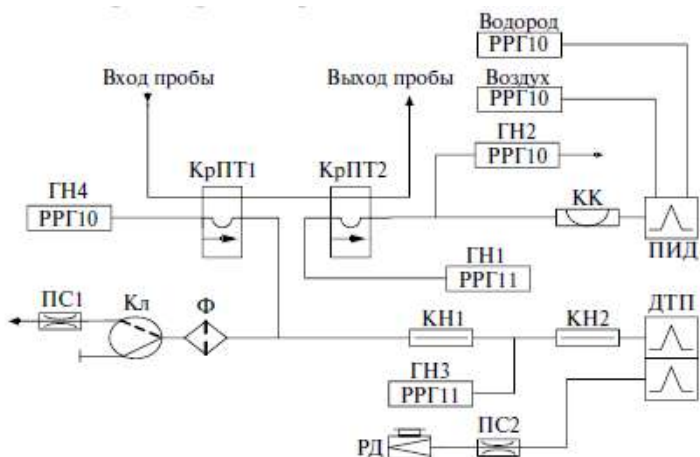 Водород
РРГ10
Вход пробы
Выход пробы
Воздух
РРГ10
ГН2
КрПТ1
КрПТ2
РРГ10
ГН4
КК
РРГ10
ПИД
ГН1
РРГ11
ПС1
Кл
Ф
КН1
КН2
ДТП
ГН3
РРГ11
ПС2
РД